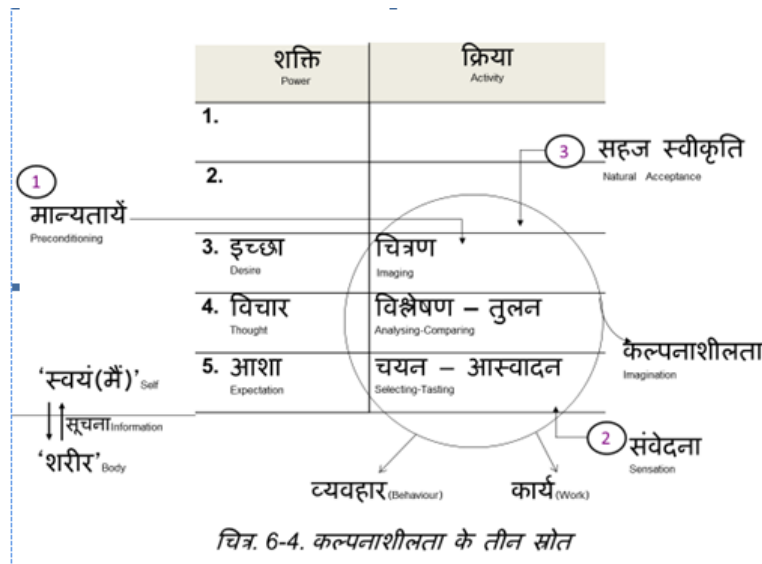 शक्ति
Power
क्रिया
Activity
1.
3
सहज स्वीकृति
Natural Acceptance
2.
1
मान्यतायें
Preconditioning
3. इच्छा
Desire
चित्रण
Imaging
4. विचार
Thought
विश्लेषण – तुलन
Analysing-Comparing
कल्पनाशीलता
Imagination
5. आशा
Expectation
चयन – आस्वादन
Selecting-Tasting
‘स्वयं(मैं)’ Self
सूचना Information
‘शरीर’ Body
2
संवेदना
Sensation
व्यवहार (Behaviour)
कार्य (Work)
चित्र. 6-4. कल्पनाशीलता के तीन स्रोत